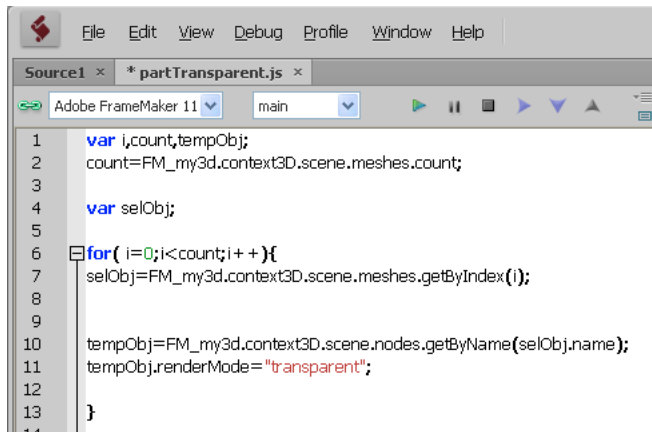 File Edit View Debug Profile Window Help
Source1 × * partTransparent.js ×
Adobe FrameMaker 11 main
1 var i,count,tempObj;
2 count=FM_my3d.context3D.scene.meshes.count;
3
4 var selObj;
5
6 for( i=0;i<count;i++){
7 selObj=FM_my3d.context3D.scene.meshes.getByIndex(i);
8
9
10 tempObj=FM_my3d.context3D.scene.nodes.getByName(selObj.name);
11 tempObj.renderMode="transparent";
12
13 }